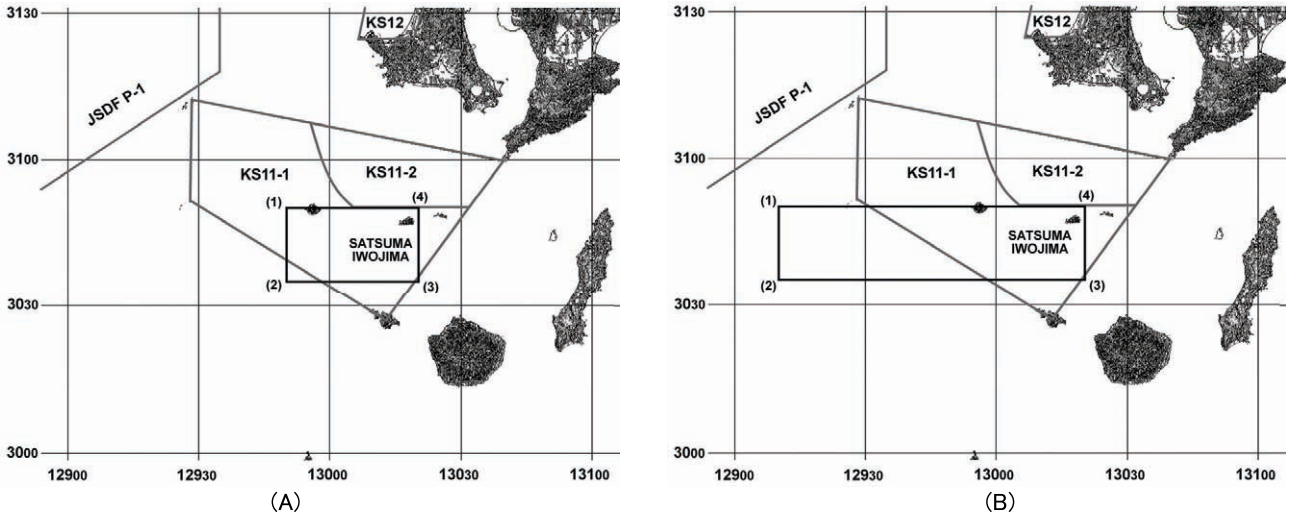 3130
KS12
JSDF P-1
3100
KS11-1
KS11-2
(1)
(4)
SATSUMA
IWOJIMA
(2)
(3)
3030
3000
12900
12930
13000
13030
13100
(A)
3130
KS12
JSDF P-1
3100
KS11-1
KS11-2
(1)
(4)
SATSUMA
IWOJIMA
(2)
(3)
3030
3000
12900
12930
13000
13030
13100
(B)